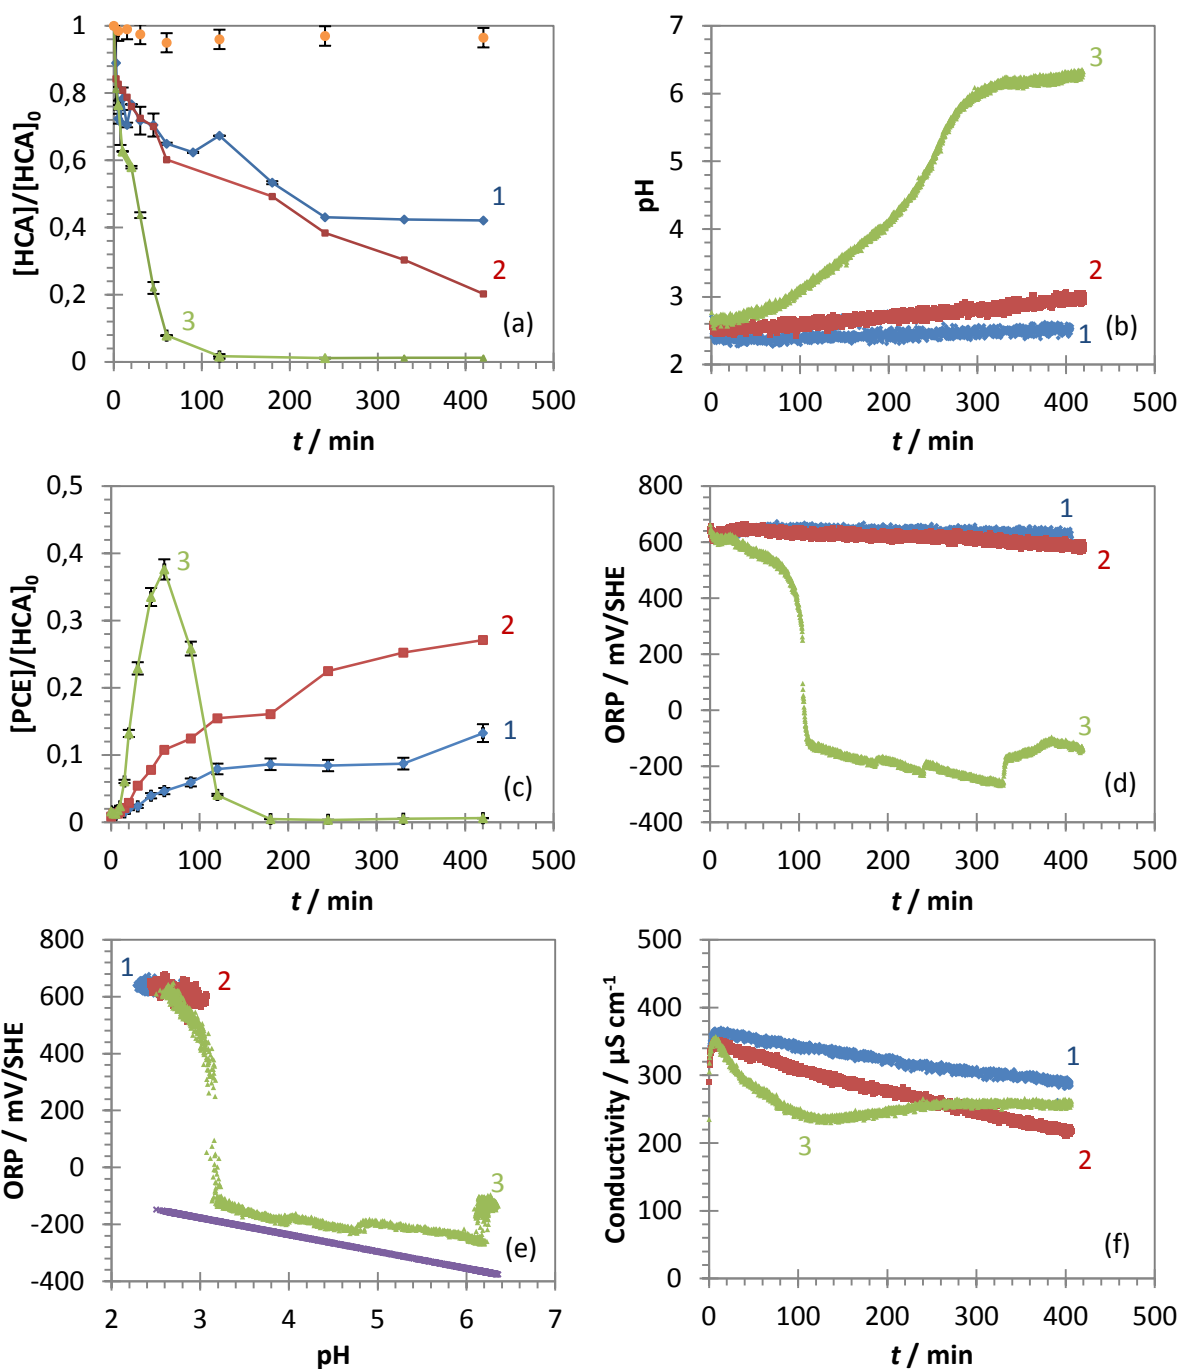 [HCA]/[HCA]0
1
0,8
0,6
0,4
0,2
0
1
2
3
(a)
0 100 200 300 400 500
t / min
pH
7
6
5
4
3
2
3
2
1
(b)
0 100 200 300 400 500
t / min
[PCE]/[HCA]0
0,5
0,4
0,3
0,2
0,1
0
3
2
1
(c)
0 100 200 300 400 500
t / min
ORP / mV/SHE
800
600
400
200
0
-200
-400
1
2
3
(d)
0 100 200 300 400 500
t / min
ORP / mV/SHE
800
600
400
200
0
-200
-400
1
2
3
(e)
2 3 4 5 6 7
pH
Conductivity / µS cm-1
500
400
300
200
100
0
1
2
3
(f)
0 100 200 300 400 500
t / min